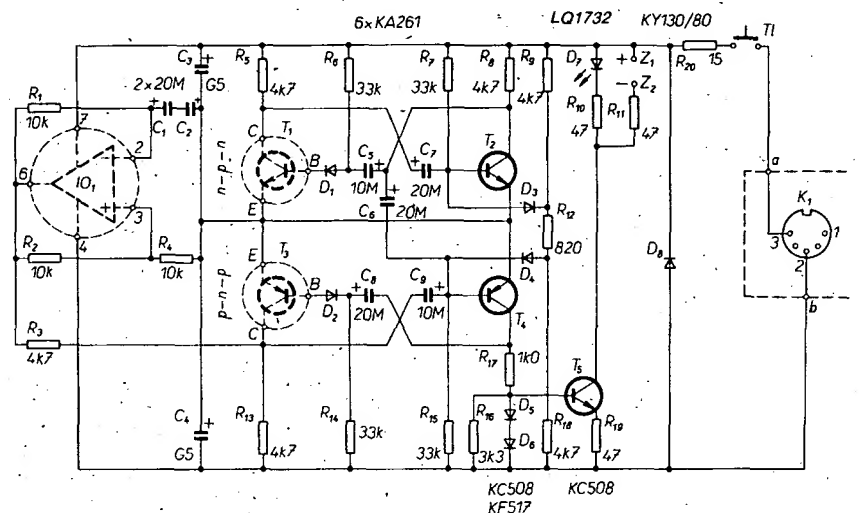 6xKA261
LQ1732
KY130/80
C3
G5
R5
4k7
R6
33k
R7
33k
R8
4k7
R9
4k7
D7
+ Z1
- Z2
R10
47
R11
47
R20
15
Tl
R1
10k
2x20M
+ +
C1 C2
7
2
6
IO1
+
3
4
n-p-n
C
T1
B
D1
E
C5
+
10M
C7
+
20M
C6
+
20M
T2
D3
R12
820
D4
D8
a
K1
3
1
2
b
R2
10k
R4
10k
R3
4k7
p-n-p
E
T3
B
D2
C
C8
+
20M
C9
+
10M
T4
R17
1k0
T5
C4
+
G5
R13
4k7
R14
33k
R15
33k
R16
3k3
D5
D6
R18
4k7
R19
47
KC508
KF517
KC508